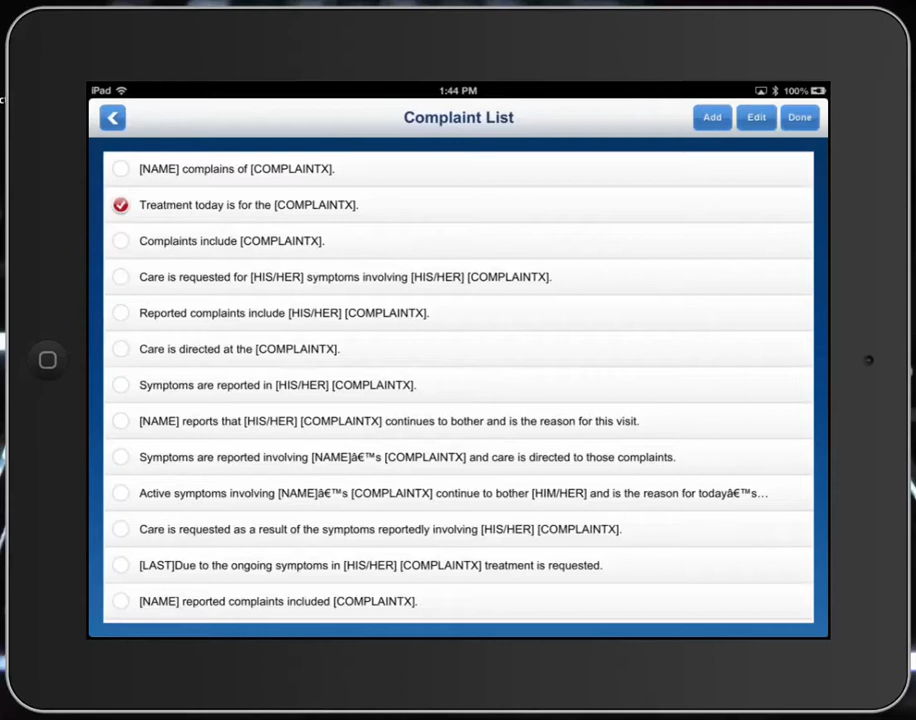 iPad 1:44 PM 100%
Complaint List Add Edit Done
[NAME] complains of [COMPLAINTX].
Treatment today is for the [COMPLAINTX].
Complaints include [COMPLAINTX].
Care is requested for [HIS/HER] symptoms involving [HIS/HER] [COMPLAINTX].
Reported complaints include [HIS/HER] [COMPLAINTX].
Care is directed at the [COMPLAINTX].
Symptoms are reported in [HIS/HER] [COMPLAINTX].
[NAME] reports that [HIS/HER] [COMPLAINTX] continues to bother and is the reason for this visit.
Symptoms are reported involving [NAME]â€™s [COMPLAINTX] and care is directed to those complaints.
Active symptoms involving [NAME]â€™s [COMPLAINTX] continue to bother [HIM/HER] and is the reason for todayâ€™s…
Care is requested as a result of the symptoms reportedly involving [HIS/HER] [COMPLAINTX].
[LAST]Due to the ongoing symptoms in [HIS/HER] [COMPLAINTX] treatment is requested.
[NAME] reported complaints included [COMPLAINTX].